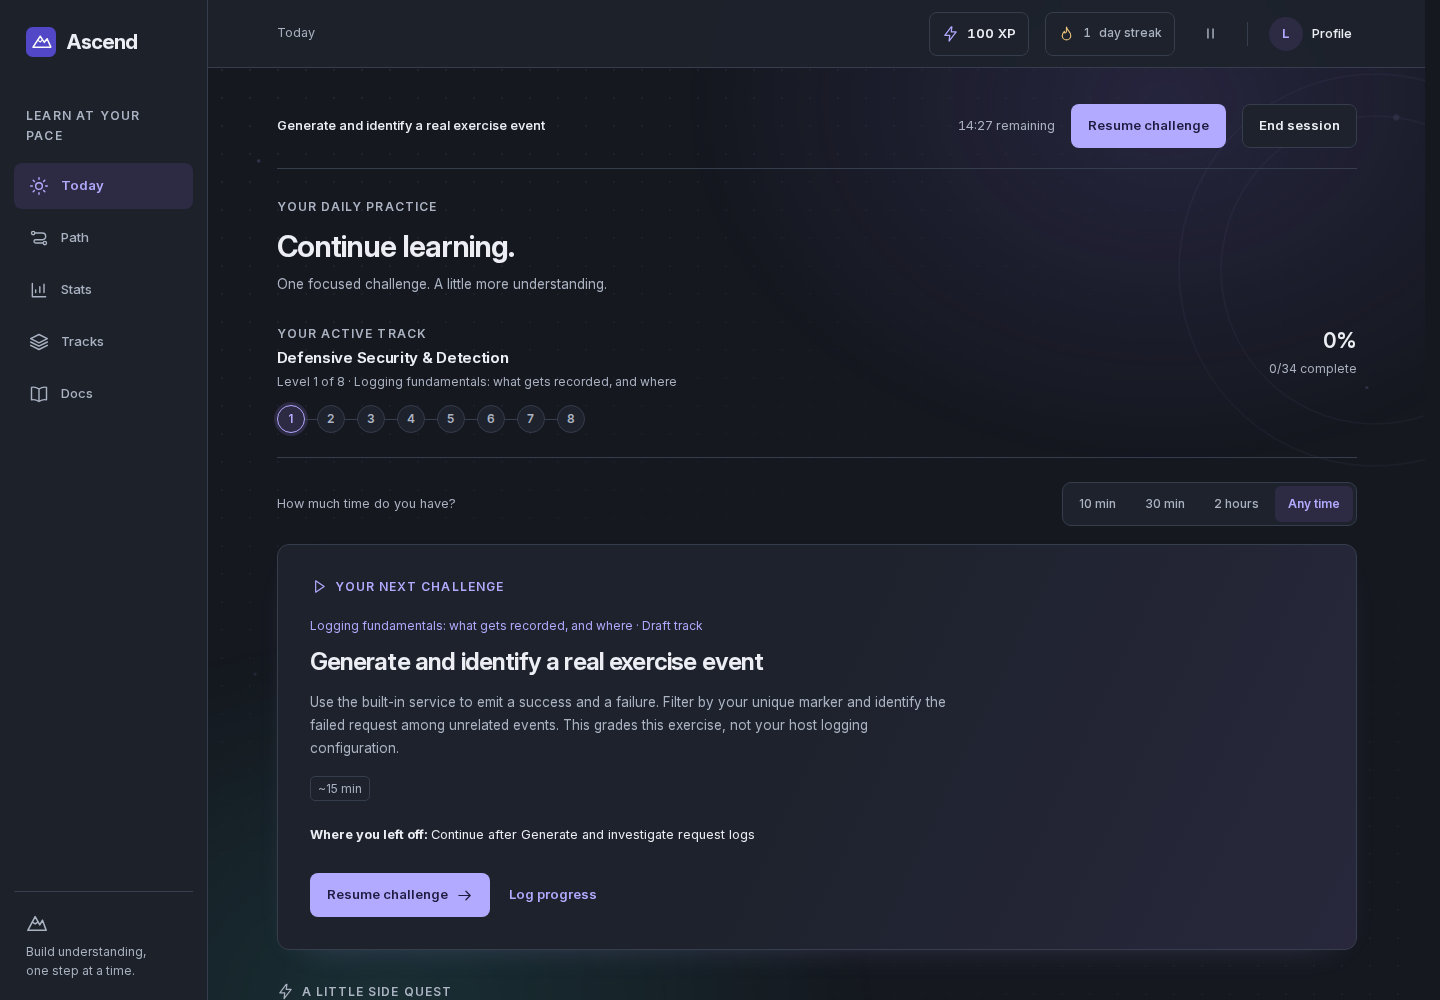 Ascend
LEARN AT YOUR
PACE
Today
Path
Stats
Tracks
Docs
Build understanding,
one step at a time.
Today
100 XP
1 day streak
L
Profile
Generate and identify a real exercise event
14:27 remaining
Resume challenge
End session
YOUR DAILY PRACTICE
Continue learning.
One focused challenge. A little more understanding.
YOUR ACTIVE TRACK
Defensive Security & Detection
Level 1 of 8 · Logging fundamentals: what gets recorded, and where
0%
0/34 complete
1 2 3 4 5 6 7 8
How much time do you have?
10 min 30 min 2 hours Any time
YOUR NEXT CHALLENGE
Logging fundamentals: what gets recorded, and where · Draft track
Generate and identify a real exercise event
Use the built-in service to emit a success and a failure. Filter by your unique marker and identify the
failed request among unrelated events. This grades this exercise, not your host logging
configuration.
~15 min
Where you left off: Continue after Generate and investigate request logs
Resume challenge →
Log progress
A LITTLE SIDE QUEST